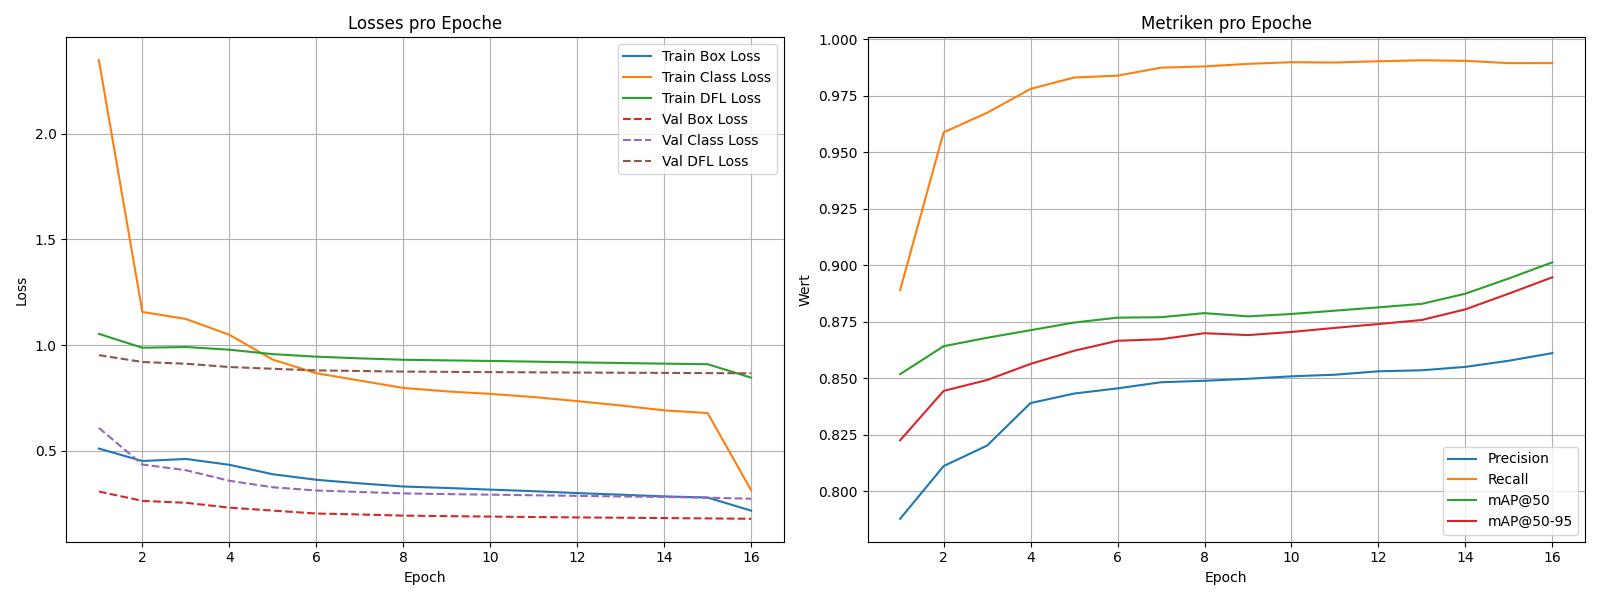 Losses pro Epoche
2.0
1.5
1.0
0.5
Loss
2 4 6 8 10 12 14 16
Epoch
Train Box Loss
Train Class Loss
Train DFL Loss
Val Box Loss
Val Class Loss
Val DFL Loss
Metriken pro Epoche
1.000
0.975
0.950
0.925
0.900
0.875
0.850
0.825
0.800
Wert
2 4 6 8 10 12 14 16
Epoch
Precision
Recall
mAP@50
mAP@50-95